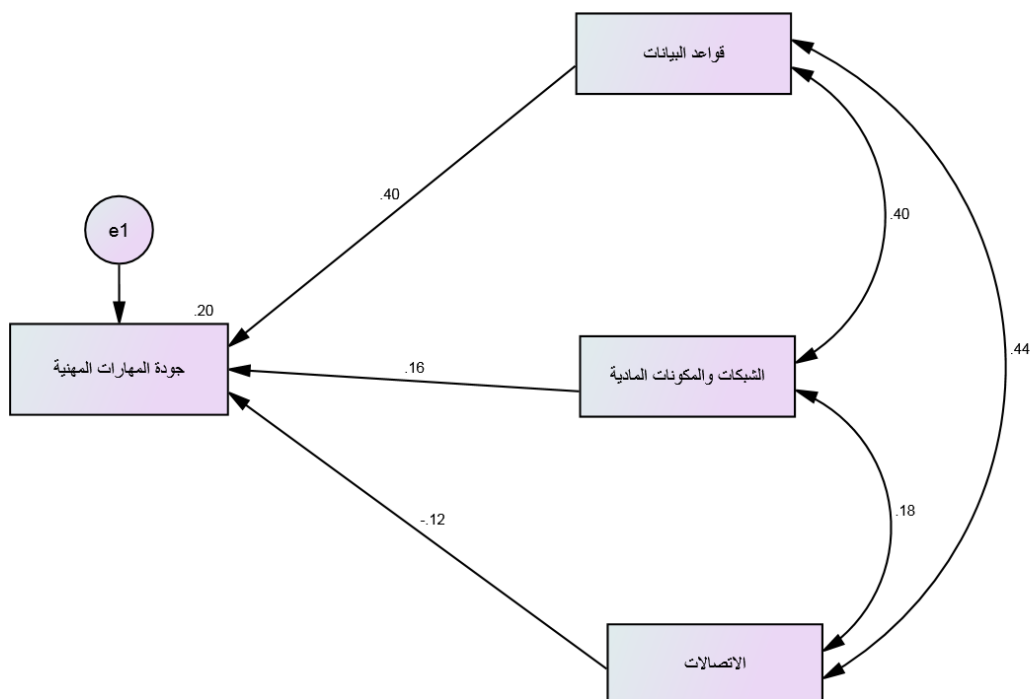 قواعد البيانات
.40
.40
e1
.20
جودة المهارات المهنية
.16
الشبكات والمكونات المادية
.44
.18
-.12
الاتصالات